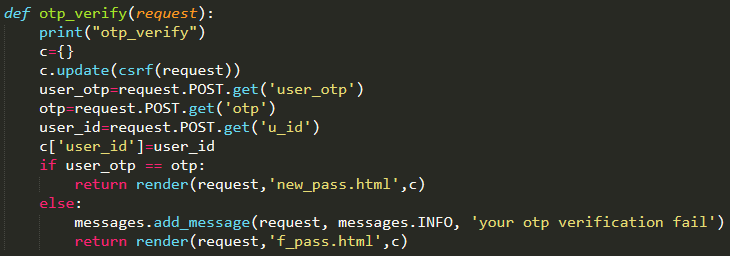 def otp_verify(request):
    print("otp_verify")
    c={}
    c.update(csrf(request))
    user_otp=request.POST.get('user_otp')
    otp=request.POST.get('otp')
    user_id=request.POST.get('u_id')
    c['user_id']=user_id
    if user_otp == otp:
        return render(request,'new_pass.html',c)
    else:
        messages.add_message(request, messages.INFO, 'your otp verification fail')
        return render(request,'f_pass.html',c)